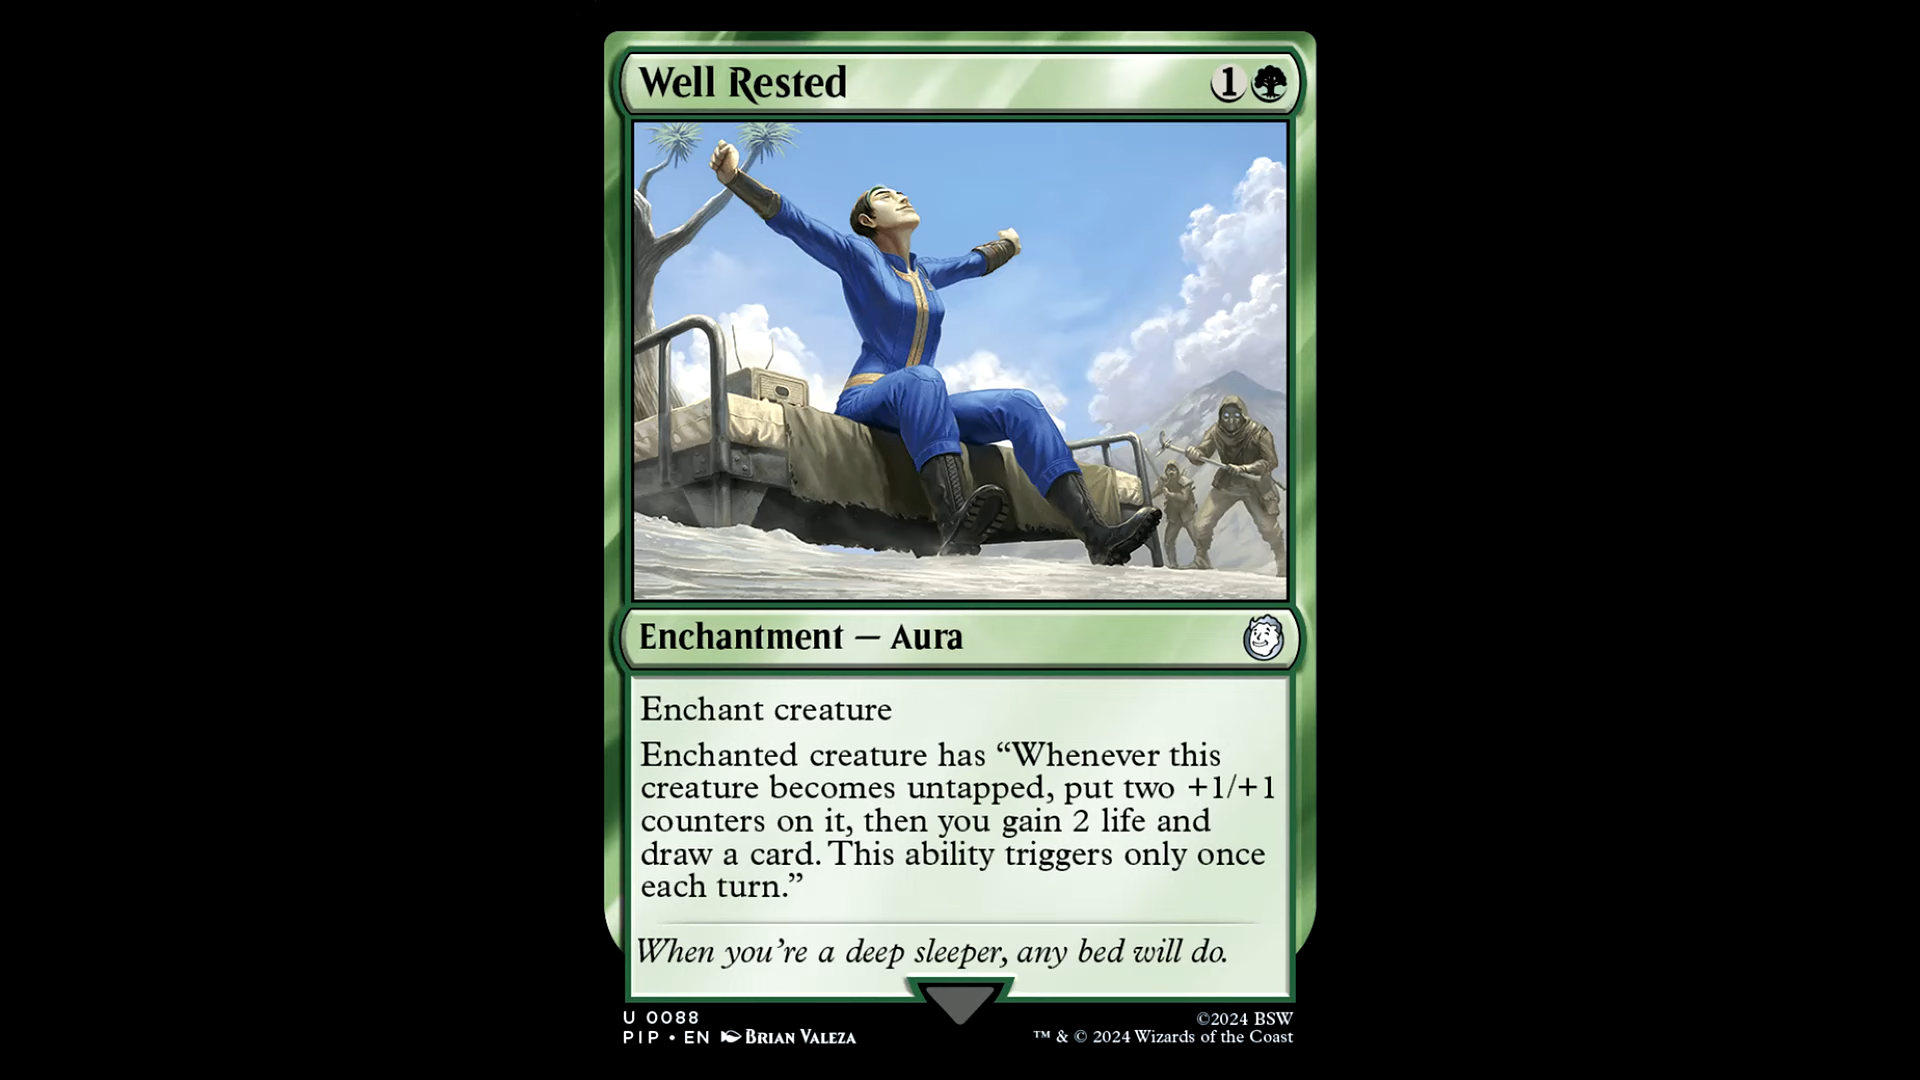 Well Rested 1
Enchantment — Aura
Enchant creature
Enchanted creature has “Whenever this
creature becomes untapped, put two +1/+1
counters on it, then you gain 2 life and
draw a card. This ability triggers only once
each turn.”
When you’re a deep sleeper, any bed will do.
U 0088
PIP • EN BRIAN VALEZA
©2024 BSW
™ & © 2024 Wizards of the Coast